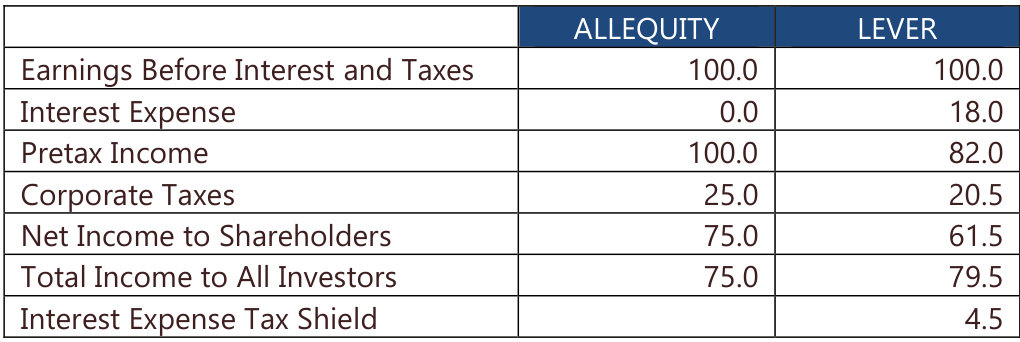 ALLEQUITY LEVER
Earnings Before Interest and Taxes 100.0 100.0
Interest Expense 0.0 18.0
Pretax Income 100.0 82.0
Corporate Taxes 25.0 20.5
Net Income to Shareholders 75.0 61.5
Total Income to All Investors 75.0 79.5
Interest Expense Tax Shield 4.5